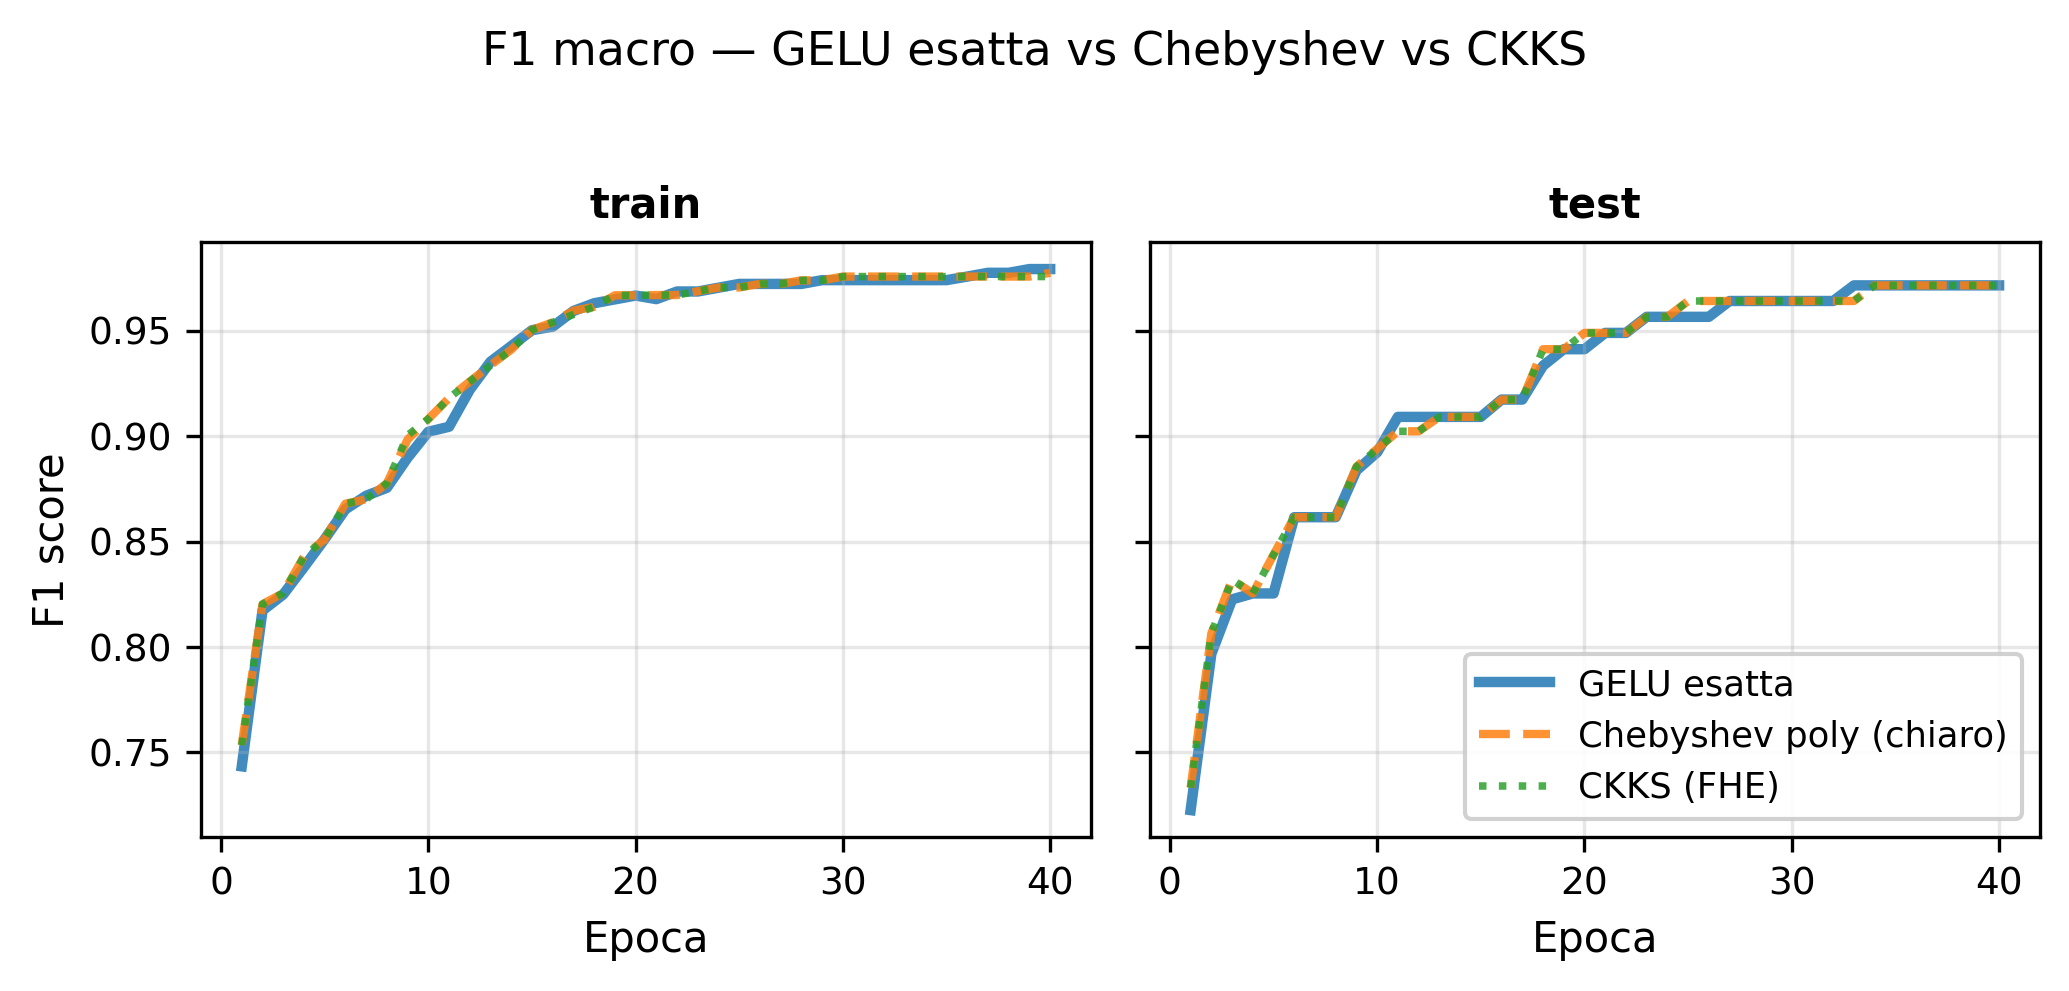 F1 macro — GELU esatta vs Chebyshev vs CKKS
train
test
F1 score
0.95
0.90
0.85
0.80
0.75
0 10 20 30 40
0 10 20 30 40
Epoca
Epoca
GELU esatta
Chebyshev poly (chiaro)
CKKS (FHE)